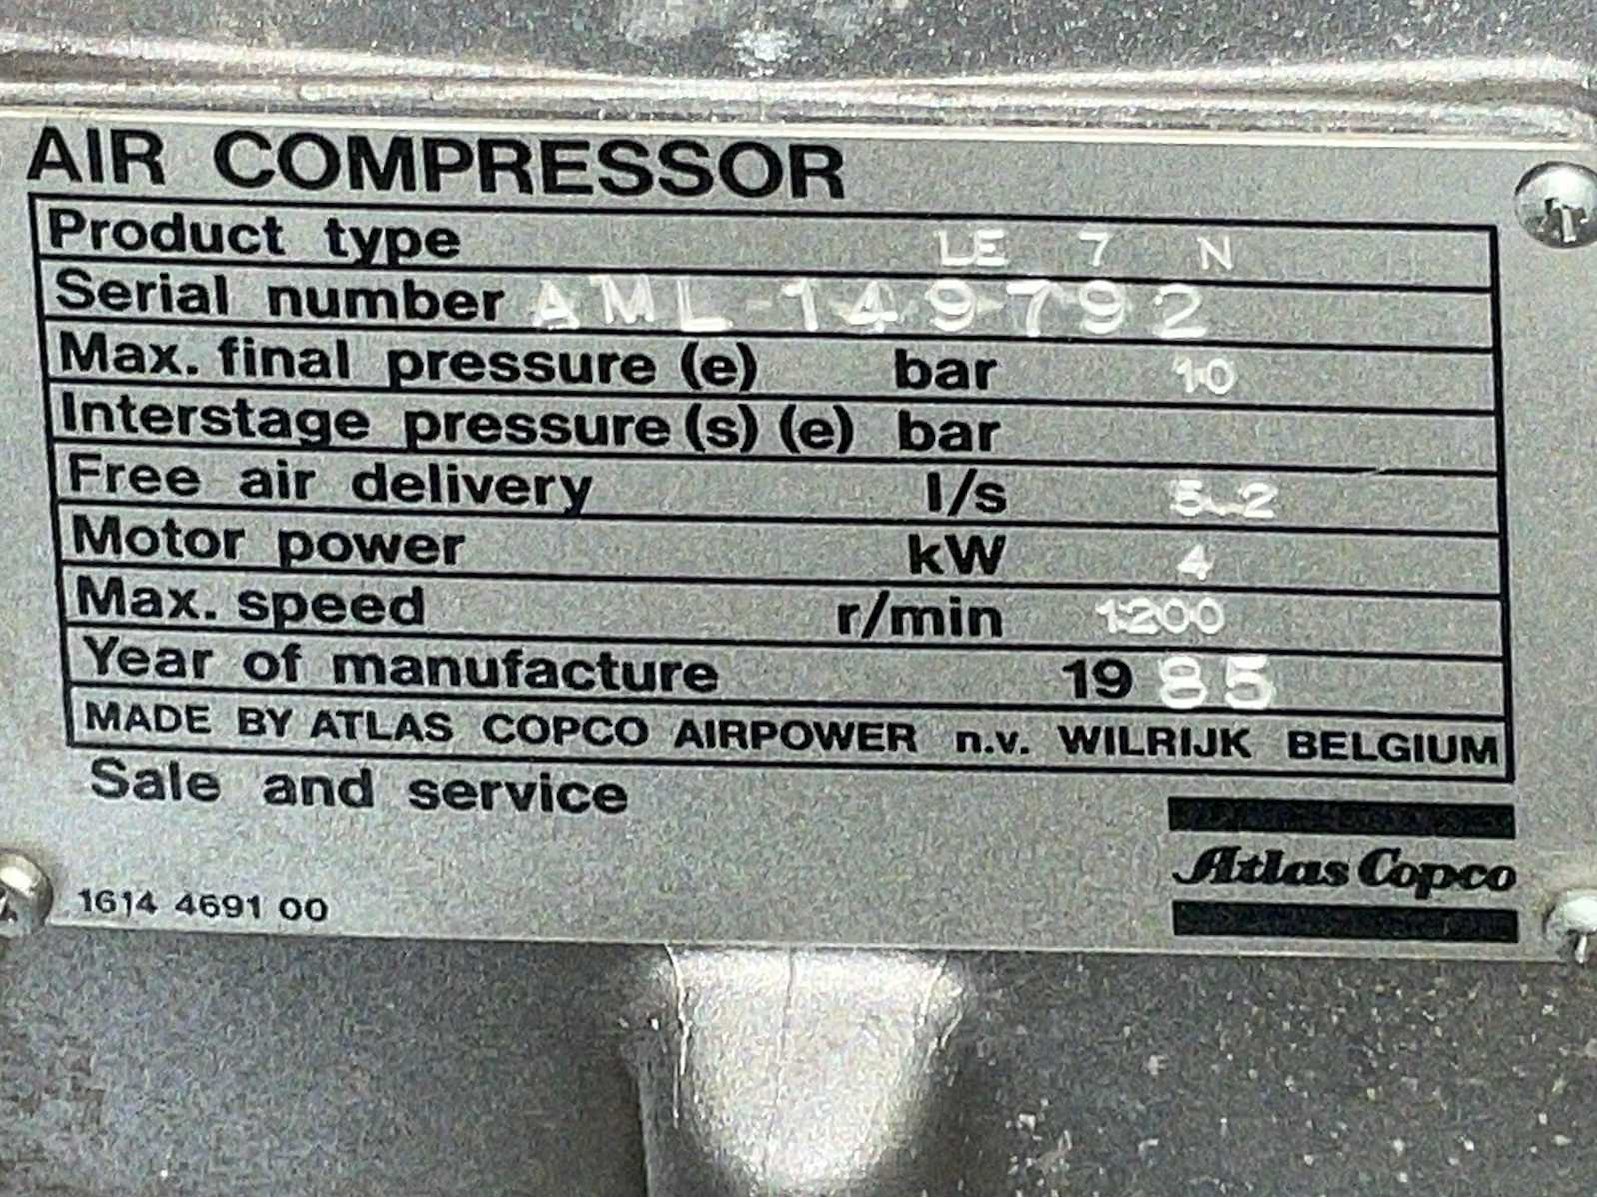 AIR COMPRESSOR
Product type LE 7 N
Serial number AML-149792
Max. final pressure (e) bar 10
Interstage pressure (s) (e) bar
Free air delivery l/s 5.2
Motor power kW 4
Max. speed r/min 1200
Year of manufacture 19 85
MADE BY ATLAS COPCO AIRPOWER n.v. WILRIJK BELGIUM
Sale and service
Atlas Copco
1614 4691 00